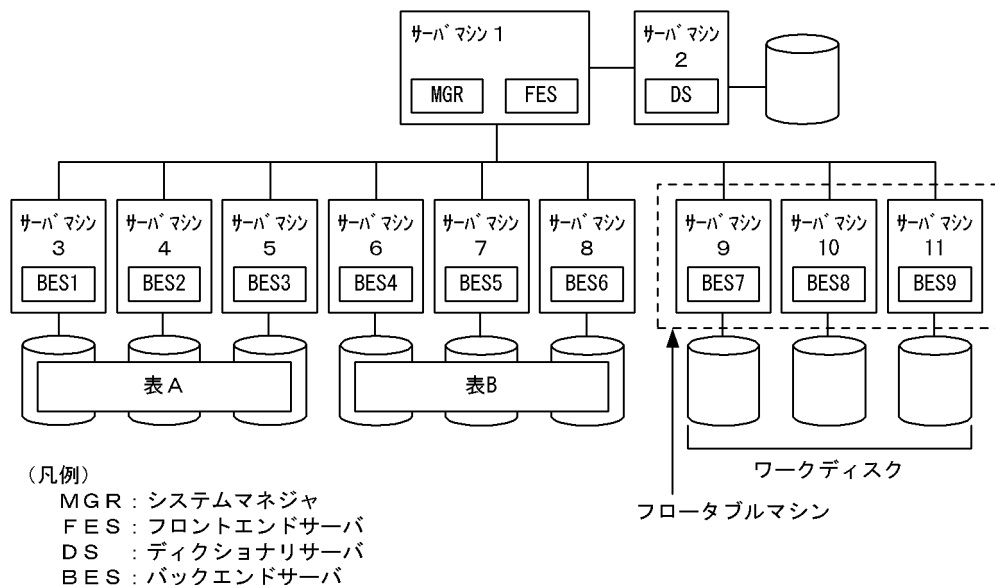 サーバマシン1
MGR
FES
サーバマシン
2
DS
サーバマシン
3
BES1
サーバマシン
4
BES2
サーバマシン
5
BES3
サーバマシン
6
BES4
サーバマシン
7
BES5
サーバマシン
8
BES6
サーバマシン
9
BES7
サーバマシン
10
BES8
サーバマシン
11
BES9
表A
表B
ワークディスク
フロータブルマシン
(凡例)
MGR:システムマネジャ
FES:フロントエンドサーバ
DS :ディクショナリサーバ
BES:バックエンドサーバ